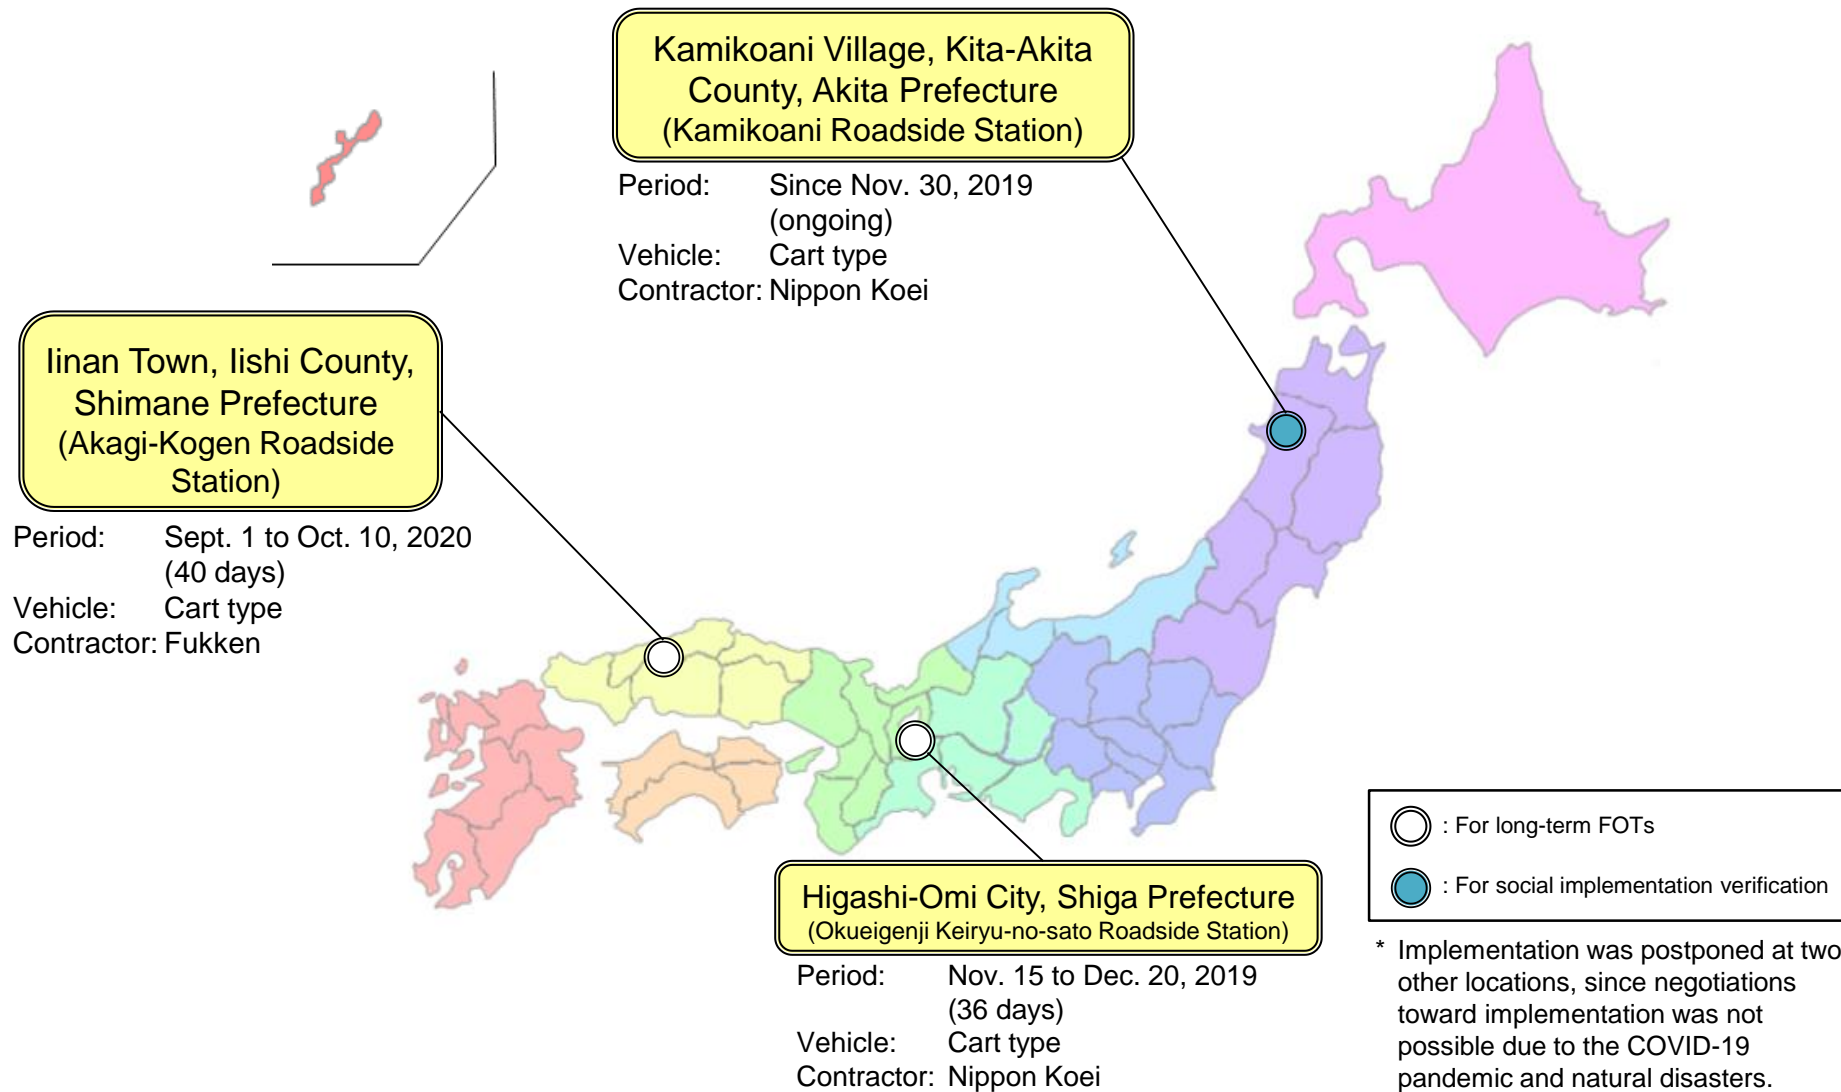 Kamikoani Village, Kita-Akita
County, Akita Prefecture
(Kamikoani Roadside Station)
Period: Since Nov. 30, 2019
(ongoing)
Vehicle: Cart type
Contractor: Nippon Koei
Iinan Town, Iishi County,
Shimane Prefecture
(Akagi-Kogen Roadside
Station)
Period: Sept. 1 to Oct. 10, 2020
(40 days)
Vehicle: Cart type
Contractor: Fukken
Higashi-Omi City, Shiga Prefecture
(Okueigenji Keiryu-no-sato Roadside Station)
Period: Nov. 15 to Dec. 20, 2019
(36 days)
Vehicle: Cart type
Contractor: Nippon Koei
: For long-term FOTs
: For social implementation verification
* Implementation was postponed at two
other locations, since negotiations
toward implementation was not
possible due to the COVID-19
pandemic and natural disasters.